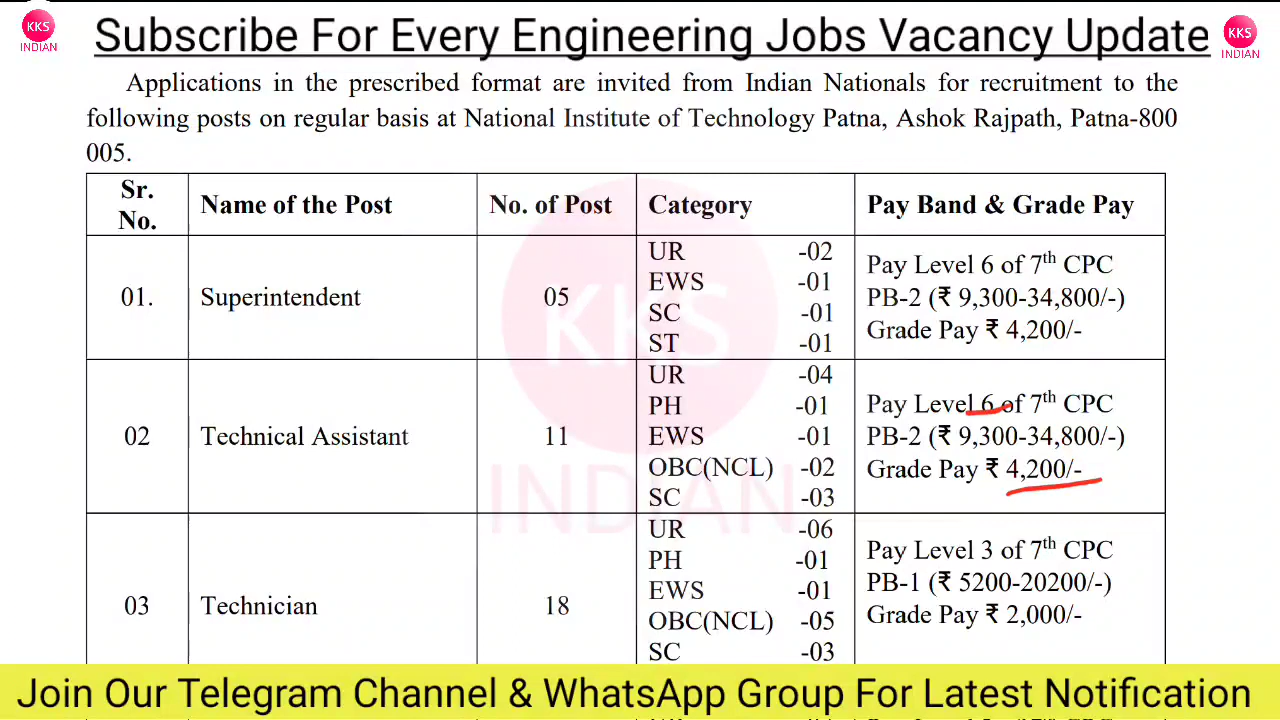 KKS
INDIAN
Subscribe For Every Engineering Jobs Vacancy Update
KKS
INDIAN
Applications in the prescribed format are invited from Indian Nationals for recruitment to the
following posts on regular basis at National Institute of Technology Patna, Ashok Rajpath, Patna-800
005.
Sr. No. Name of the Post No. of Post Category Pay Band & Grade Pay
01. Superintendent 05
UR -02
EWS -01
SC -01
ST -01
Pay Level 6 of 7th CPC
PB-2 (₹ 9,300-34,800/-)
Grade Pay ₹ 4,200/-
02 Technical Assistant 11
UR -04
PH -01
EWS -01
OBC(NCL) -02
SC -03
Pay Level 6 of 7th CPC
PB-2 (₹ 9,300-34,800/-)
Grade Pay ₹ 4,200/-
03 Technician 18
UR -06
PH -01
EWS -01
OBC(NCL) -05
SC -03
Pay Level 3 of 7th CPC
PB-1 (₹ 5200-20200/-)
Grade Pay ₹ 2,000/-
KKS
INDIAN
Join Our Telegram Channel & WhatsApp Group For Latest Notification